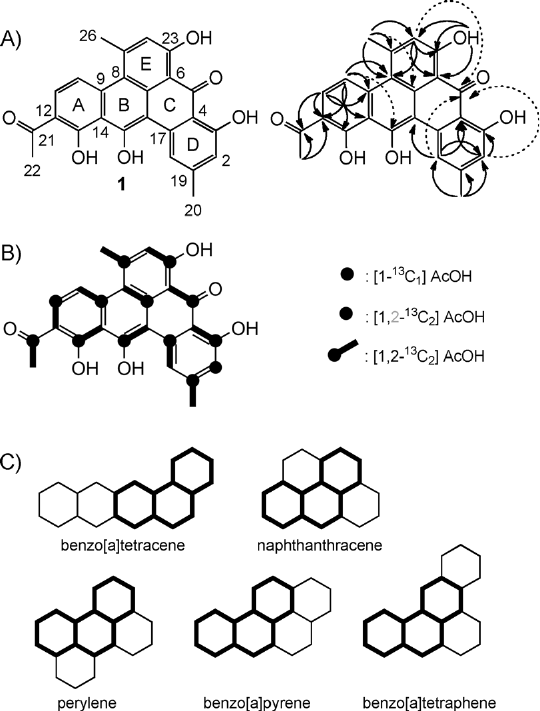 A)
26
23
OH
E
8
6
O
9
A
B
C
4
12
14
OH
O
21
17
D
2
OH
OH
22
1
19
20
OH
O
OH
O
OH
OH
B)
OH
O
OH
O
OH
OH
: [1-¹³C₁] AcOH
: [1,2-¹³C₂] AcOH
: [1,2-¹³C₂] AcOH
C)
benzo[a]tetracene
naphthanthracene
perylene
benzo[a]pyrene
benzo[a]tetraphene